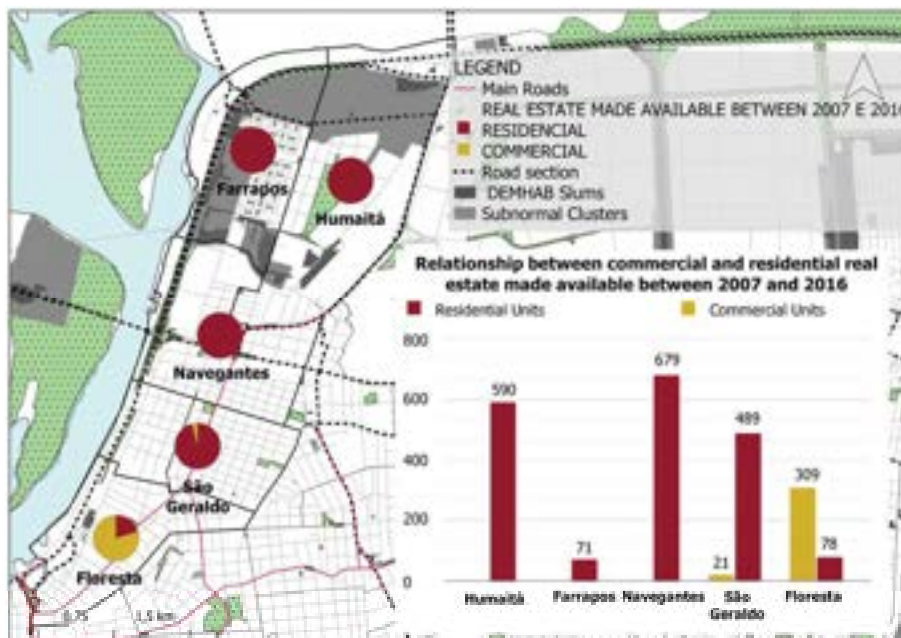 LEGEND
Main Roads
REAL ESTATE MADE AVAILABLE BETWEEN 2007 E 2016
RESIDENCIAL
COMMERCIAL
Road section
DEMHAB Slums
Subnormal Clusters
Farrapos
Humaitá
Navegantes
São
Geraldo
Floresta
0,75 1,5 km
Relationship between commercial and residential real
estate made available between 2007 and 2016
Residential Units Commercial Units
800
600
400
200
0
590
71
679
21
489
309
78
Humaitá Farrapos Navegantes São Geraldo Floresta